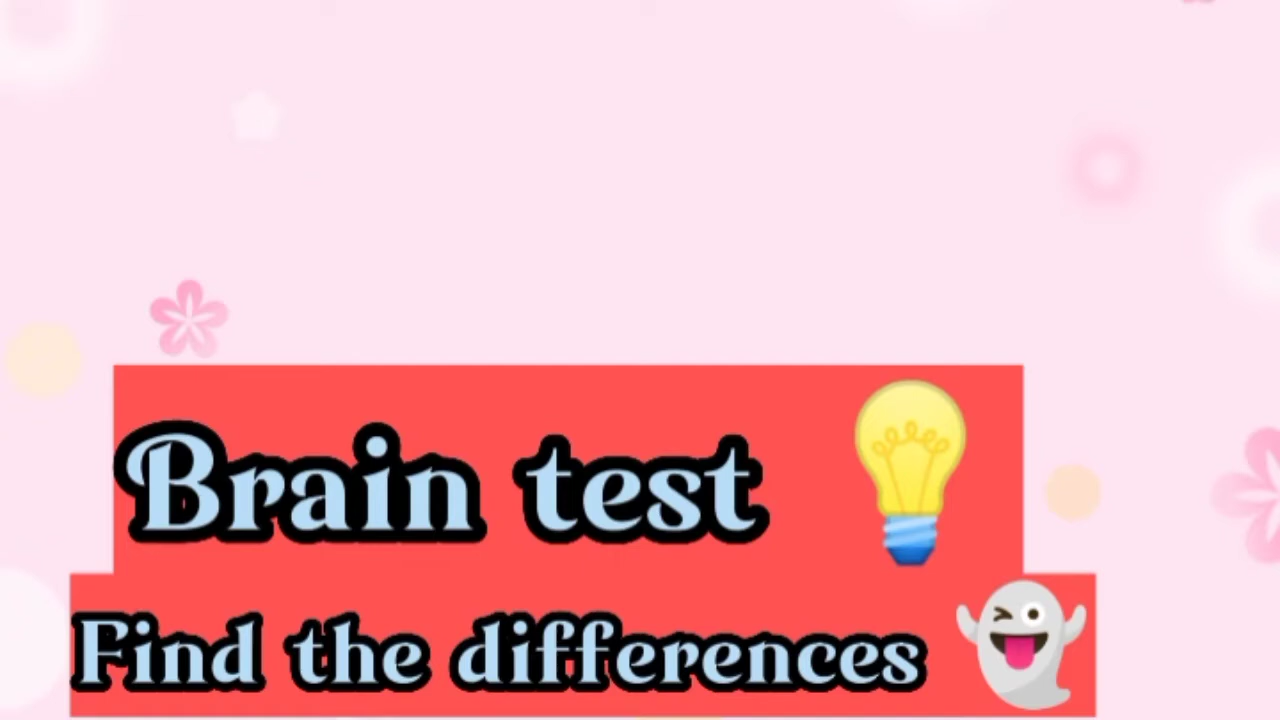 Brain test 💡
Find the differences 👻